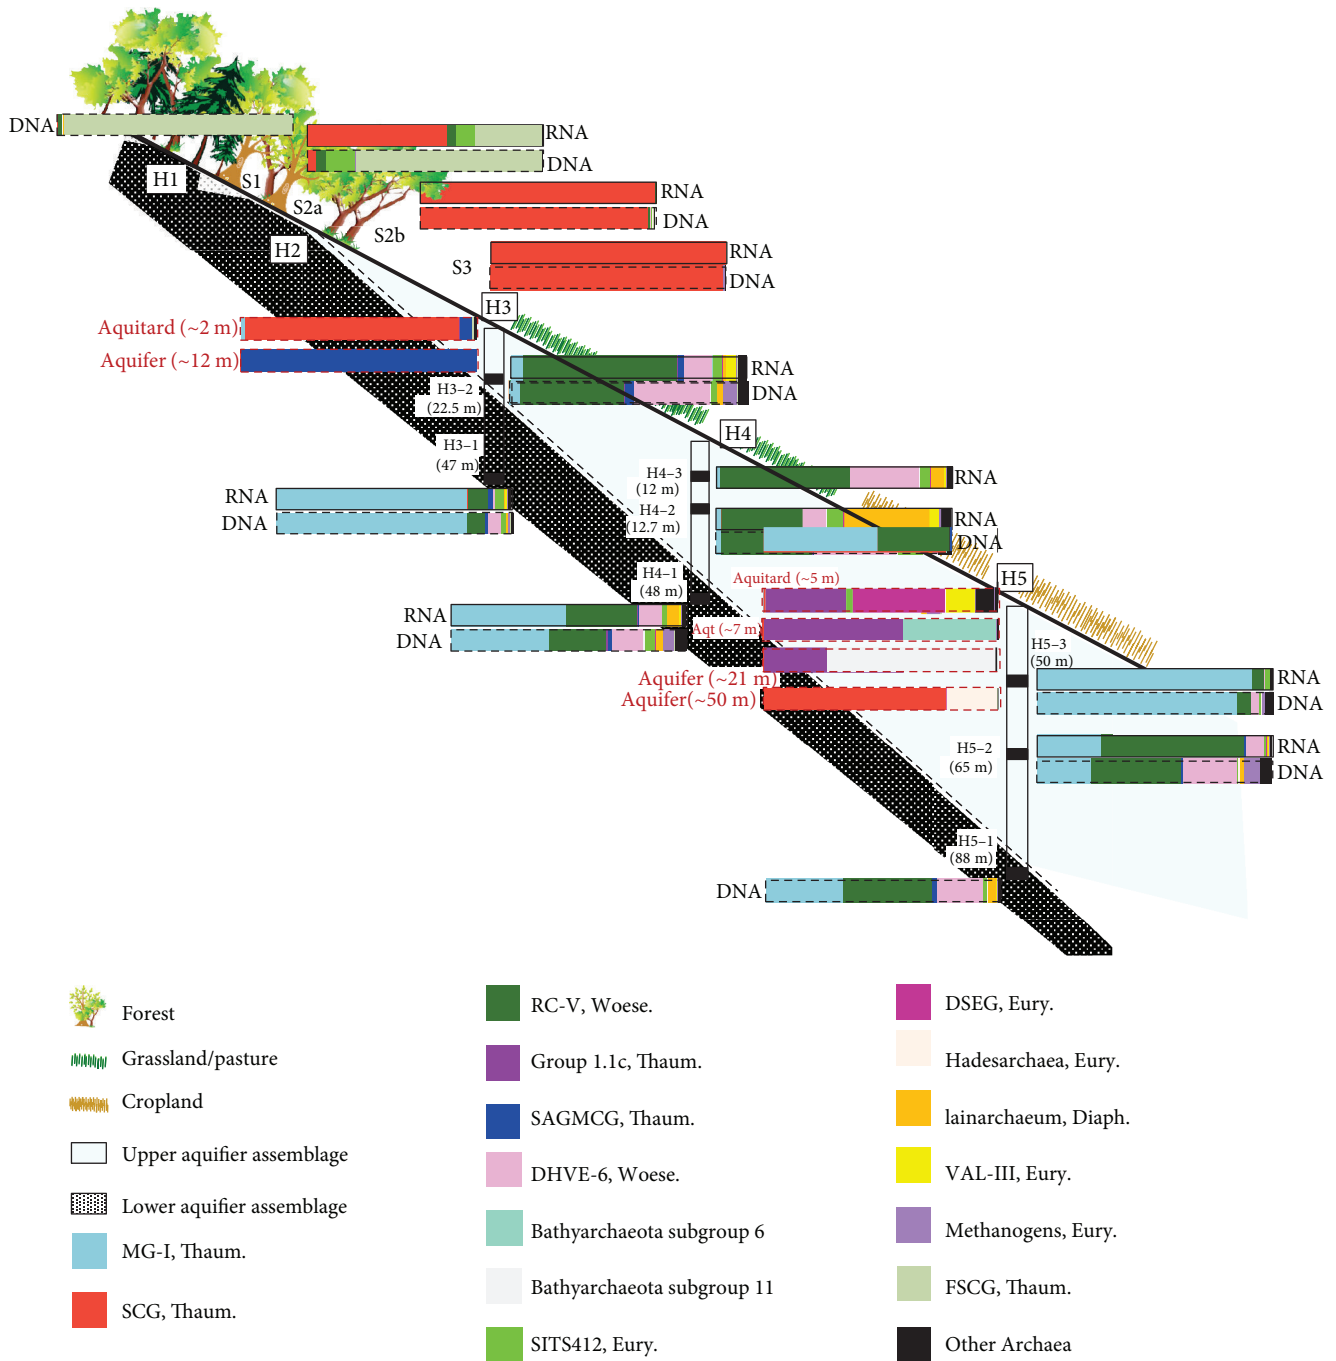 DNA
RNA
DNA
H1
S1
S2a
RNA
DNA
S2b
H2
RNA
DNA
S3
H3
Aquitard (~2 m)
Aquifer (~12 m)
RNA
DNA
H3–2
(22.5 m)
H4
H3–1
(47 m)
H4–3
(12 m)
RNA
RNA
DNA
H4–2
(12.7 m)
RNA
DNA
H4–1
(48 m)
Aquitard (~5 m)
H5
RNA
DNA
Aqt (~7 m)
H5–3
(50 m)
Aquifer (~21 m)
Aquifer(~50 m)
RNA
DNA
H5–2
(65 m)
RNA
DNA
H5–1
(88 m)
DNA
Forest
Grassland/pasture
Cropland
Upper aquifier assemblage
Lower aquifier assemblage
MG-I, Thaum.
SCG, Thaum.
RC-V, Woese.
Group 1.1c, Thaum.
SAGMCG, Thaum.
DHVE-6, Woese.
Bathyarchaeota subgroup 6
Bathyarchaeota subgroup 11
SITS412, Eury.
DSEG, Eury.
Hadesarchaea, Eury.
lainarchaeum, Diaph.
VAL-III, Eury.
Methanogens, Eury.
FSCG, Thaum.
Other Archaea